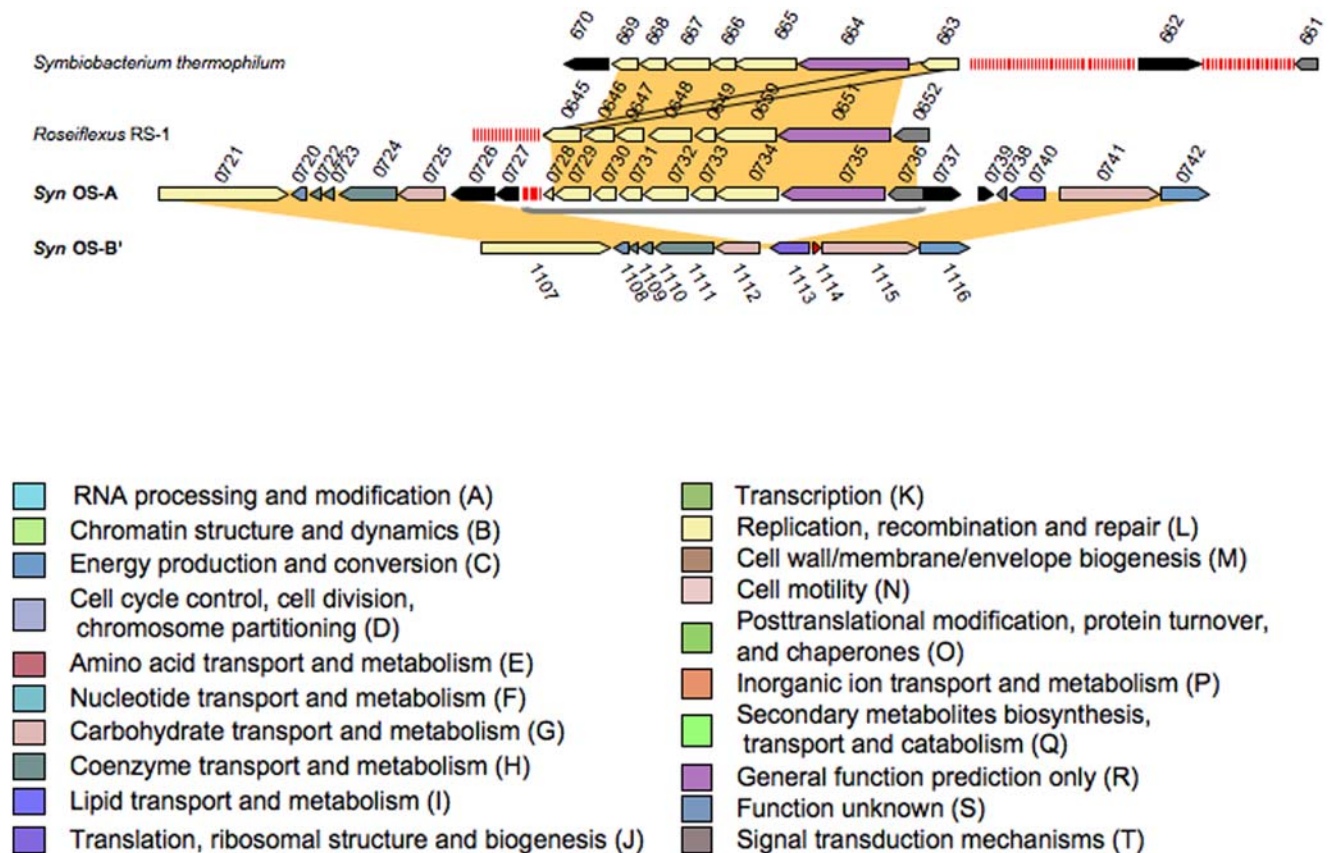 670 669 668 667 666 665 664 663 662 661
Symbiobacterium thermophilum
0645 0646 0647 0648 0649 0650 0651 0652
Roseiflexus RS-1
0721 0720 0722 0723 0724 0725 0726 0727 0728 0729 0730 0731 0732 0733 0734 0735 0736 0737 0739 0738 0740 0741 0742
Syn OS-A
Syn OS-B'
1107 1108 1109 1110 1111 1112 1113 1114 1115 1116
RNA processing and modification (A)
Chromatin structure and dynamics (B)
Energy production and conversion (C)
Cell cycle control, cell division,
chromosome partitioning (D)
Amino acid transport and metabolism (E)
Nucleotide transport and metabolism (F)
Carbohydrate transport and metabolism (G)
Coenzyme transport and metabolism (H)
Lipid transport and metabolism (I)
Translation, ribosomal structure and biogenesis (J)
Transcription (K)
Replication, recombination and repair (L)
Cell wall/membrane/envelope biogenesis (M)
Cell motility (N)
Posttranslational modification, protein turnover,
and chaperones (O)
Inorganic ion transport and metabolism (P)
Secondary metabolites biosynthesis,
transport and catabolism (Q)
General function prediction only (R)
Function unknown (S)
Signal transduction mechanisms (T)